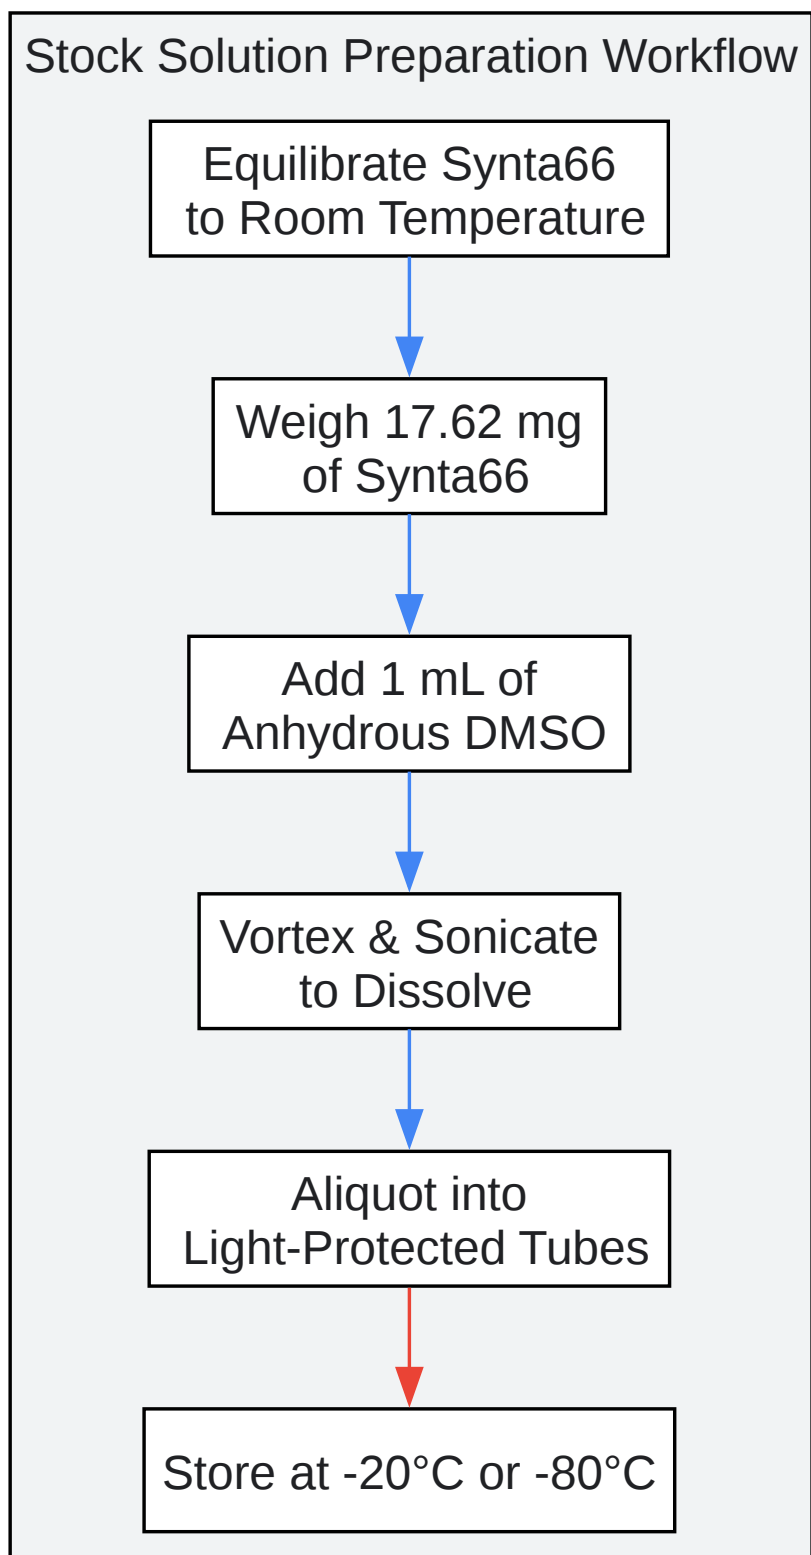 Stock Solution Preparation Workflow
Equilibrate Synta66
to Room Temperature
Weigh 17.62 mg
of Synta66
Add 1 mL of
Anhydrous DMSO
Vortex & Sonicate
to Dissolve
Aliquot into
Light-Protected Tubes
Store at -20°C or -80°C